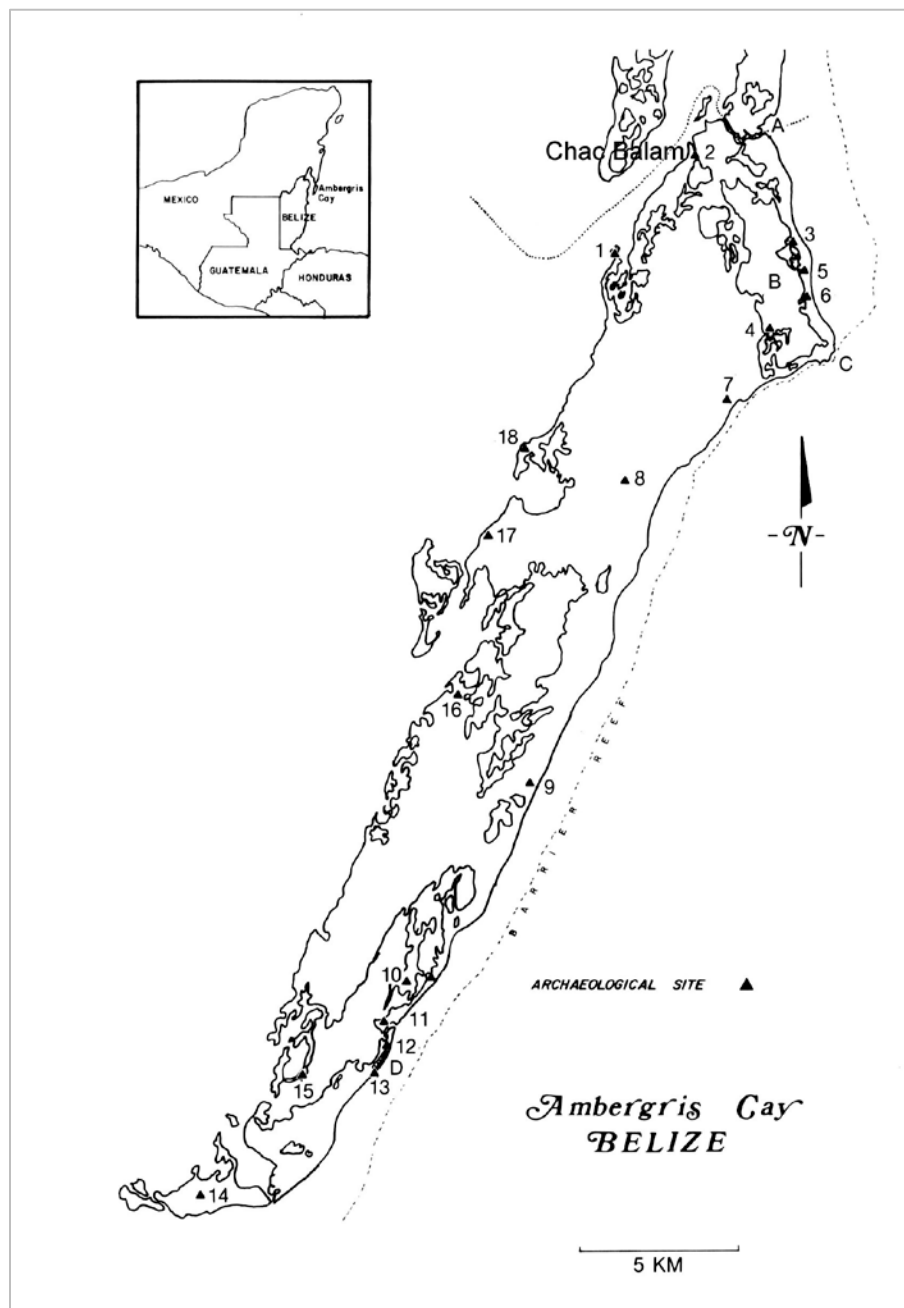 MEXICO
Ambergris
Cay
BELIZE
GUATEMALA
HONDURAS
A
Chac Balam
2
1
3
5
B
6
4
C
7
18
8
-N-
17
16
BARRIER REEF
9
10
ARCHAEOLOGICAL SITE
11
12
D
15
13
Ambergris Cay
BELIZE
14
5 KM